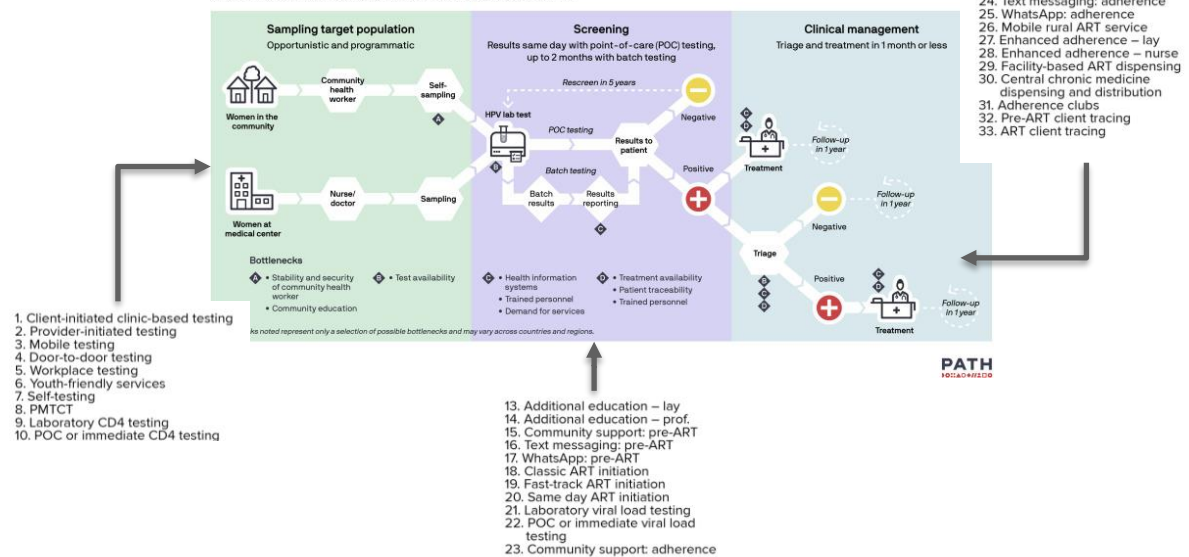 Sampling target population
Opportunistic and programmatic
Women in the
community
Community
health
worker
Self-
sampling
A
Women at
medical center
Nurse/
doctor
Sampling
Bottlenecks
A • Stability and security
of community health
worker
• Community education
B • Test availability
Screening
Results same day with point-of-care (POC) testing,
up to 2 months with batch testing
Rescreen in 5 years
HPV lab test
B
POC testing
Batch testing
Batch
results
Results
reporting
C
Results to
patient
Negative
Positive
C • Health information
systems
• Trained personnel
• Demand for services
D • Treatment availability
• Patient traceability
• Trained personnel
Clinical management
Triage and treatment in 1 month or less
C
D
Treatment
Follow-up
in 1 year
Triage
B
C
D
Negative
Follow-up
in 1 year
Positive
C
D
Treatment
Follow-up
in 1 year
ks noted represent only a selection of possible bottlenecks and may vary across countries and regions.
PATH
1. Client-initiated clinic-based testing
2. Provider-initiated testing
3. Mobile testing
4. Door-to-door testing
5. Workplace testing
6. Youth-friendly services
7. Self-testing
8. PMTCT
9. Laboratory CD4 testing
10. POC or immediate CD4 testing
13. Additional education – lay
14. Additional education – prof.
15. Community support: pre-ART
16. Text messaging: pre-ART
17. WhatsApp: pre-ART
18. Classic ART initiation
19. Fast-track ART initiation
20. Same day ART initiation
21. Laboratory viral load testing
22. POC or immediate viral load
testing
23. Community support: adherence
24. Text messaging: adherence
25. WhatsApp: adherence
26. Mobile rural ART service
27. Enhanced adherence – lay
28. Enhanced adherence – nurse
29. Facility-based ART dispensing
30. Central chronic medicine
dispensing and distribution
31. Adherence clubs
32. Pre-ART client tracing
33. ART client tracing